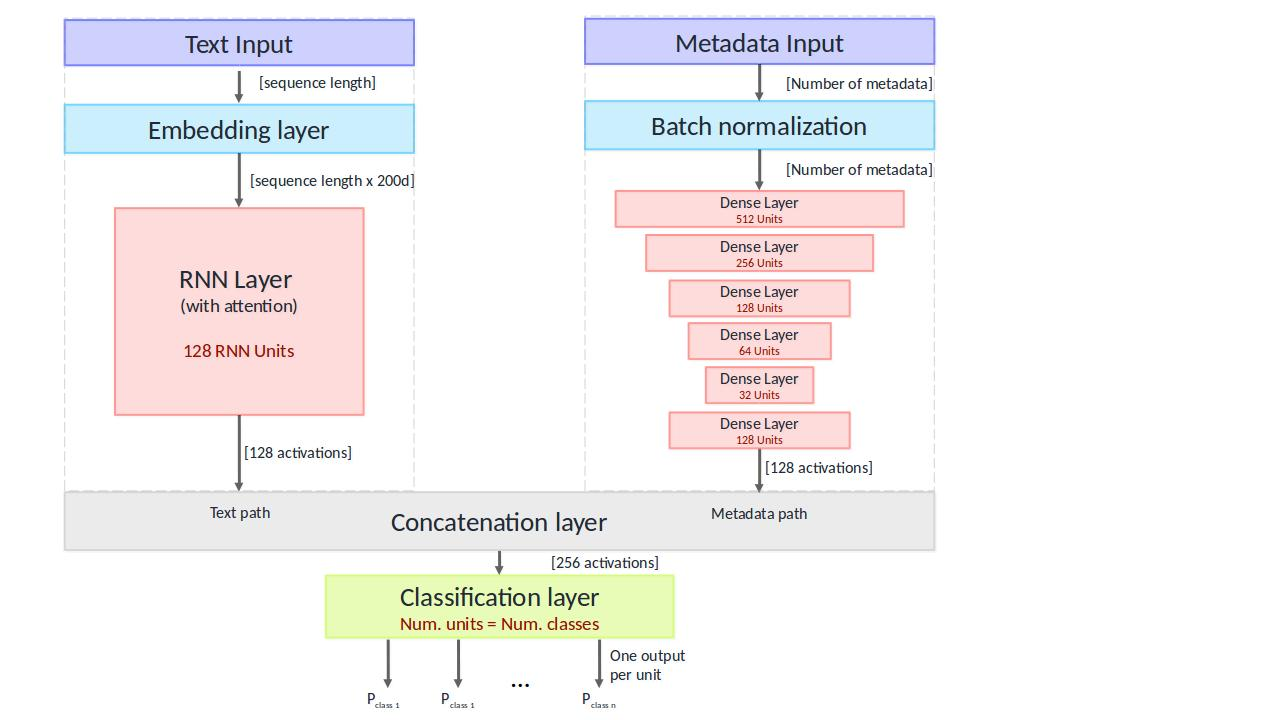 Text Input
[sequence length]
Embedding layer
[sequence length x 200d]
RNN Layer
(with attention)
128 RNN Units
[128 activations]
Text path
Metadata Input
[Number of metadata]
Batch normalization
[Number of metadata]
Dense Layer
512 Units
Dense Layer
256 Units
Dense Layer
128 Units
Dense Layer
64 Units
Dense Layer
32 Units
Dense Layer
128 Units
[128 activations]
Metadata path
Concatenation layer
[256 activations]
Classification layer
Num. units = Num. classes
One output
per unit
P class 1
P class 1
...
P class n